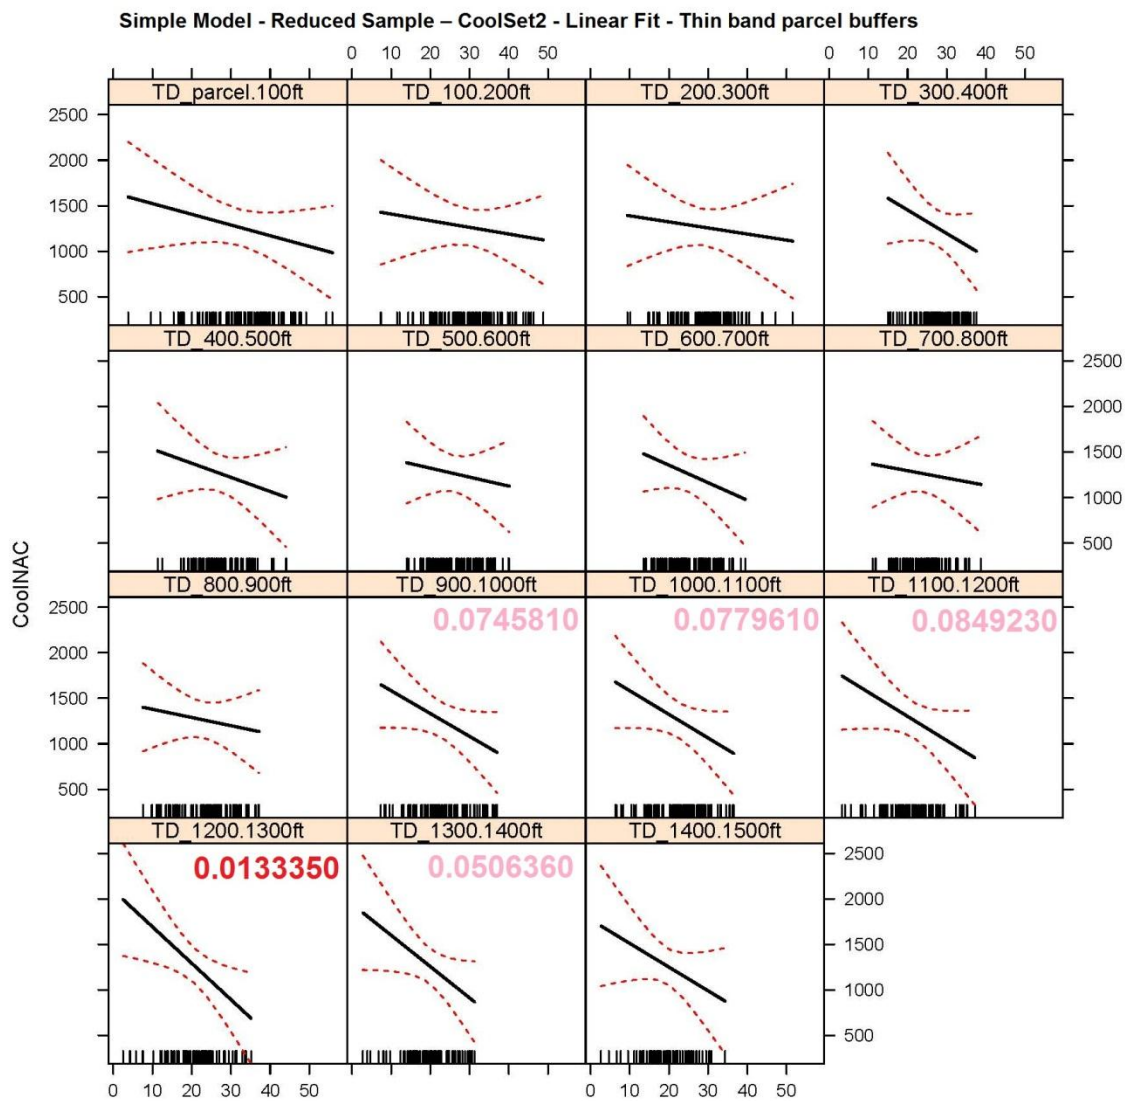 Simple Model - Reduced Sample – CoolSet2 - Linear Fit - Thin band parcel buffers
0 10 20 30 40 50 0 10 20 30 40 50
TD_parcel.100ft TD_100.200ft TD_200.300ft TD_300.400ft
2500
2000
1500
1000
500
TD_400.500ft TD_500.600ft TD_600.700ft TD_700.800ft
2500
2000
1500
1000
500
CoolNAC
TD_800.900ft TD_900.1000ft TD_1000.1100ft TD_1100.1200ft
0.0745810 0.0779610 0.0849230
2500
2000
1500
1000
500
TD_1200.1300ft TD_1300.1400ft TD_1400.1500ft
0.0133350 0.0506360
2500
2000
1500
1000
500
0 10 20 30 40 50 0 10 20 30 40 50